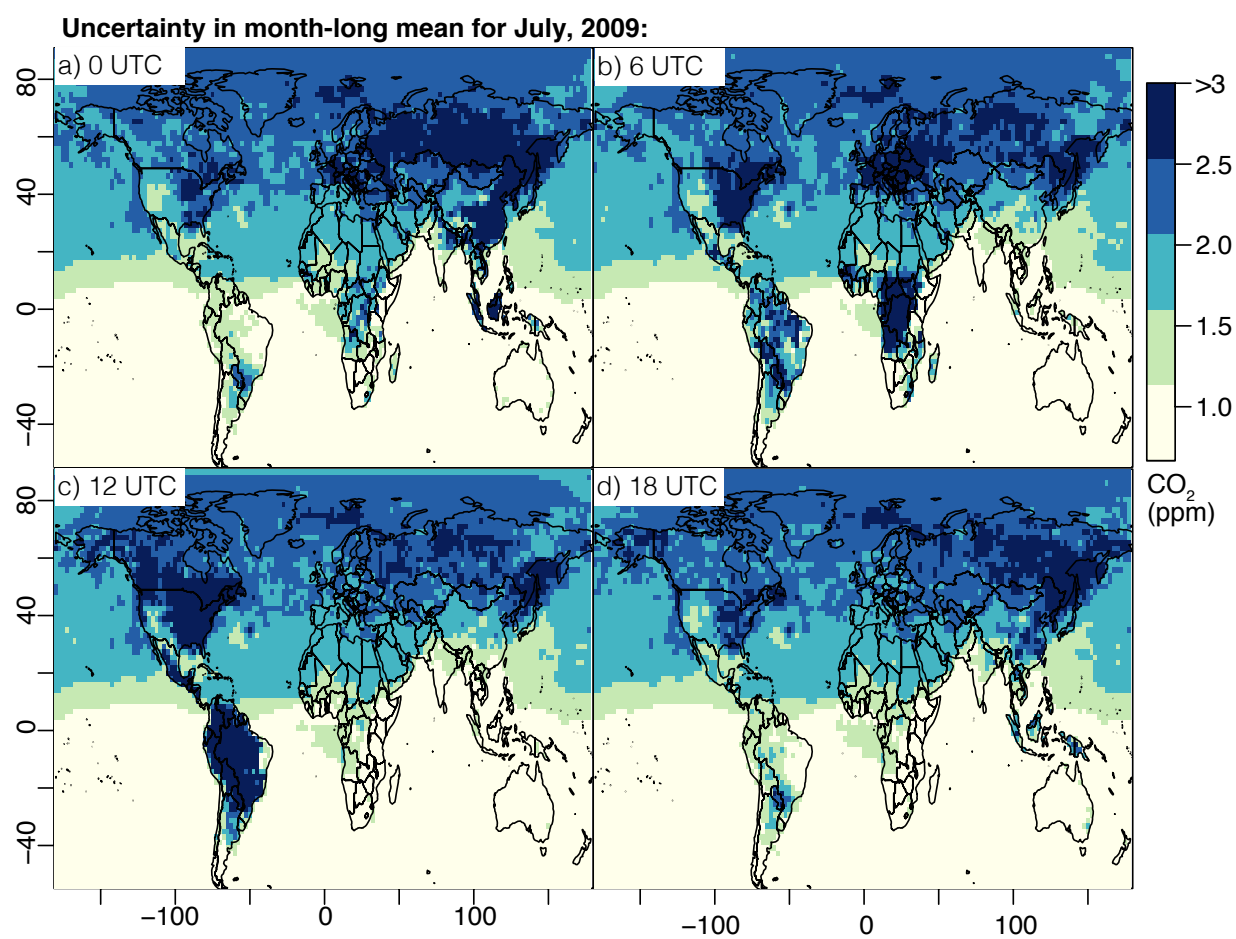 Uncertainty in month-long mean for July, 2009:
a) 0 UTC
b) 6 UTC
80
40
0
−40
>3
2.5
2.0
1.5
1.0
CO2
(ppm)
c) 12 UTC
d) 18 UTC
80
40
0
−40
−100 0 100
−100 0 100